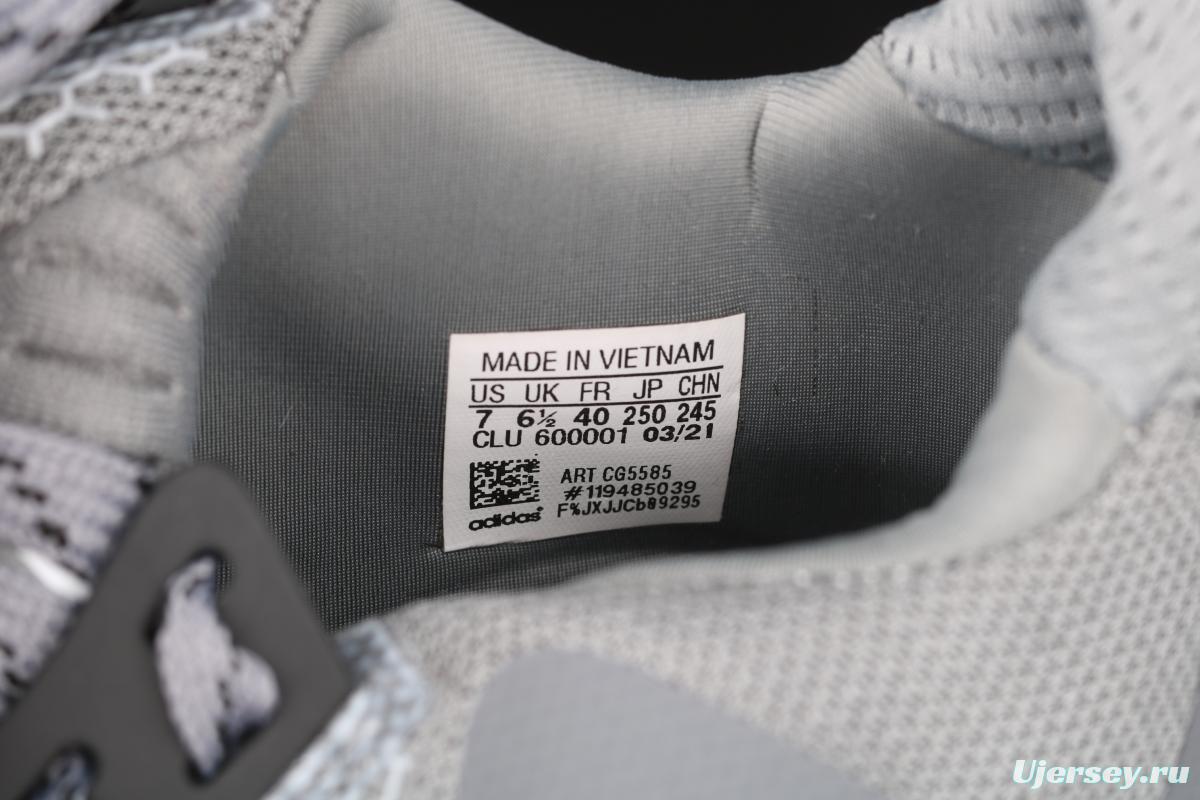 MADE IN VIETNAM
US UK FR JP CHN
7 6½ 40 250 245
CLU 600001 03/21
ART CG5585
#119485039
F%JXJJCb89295
adidas
Ujersey.ru